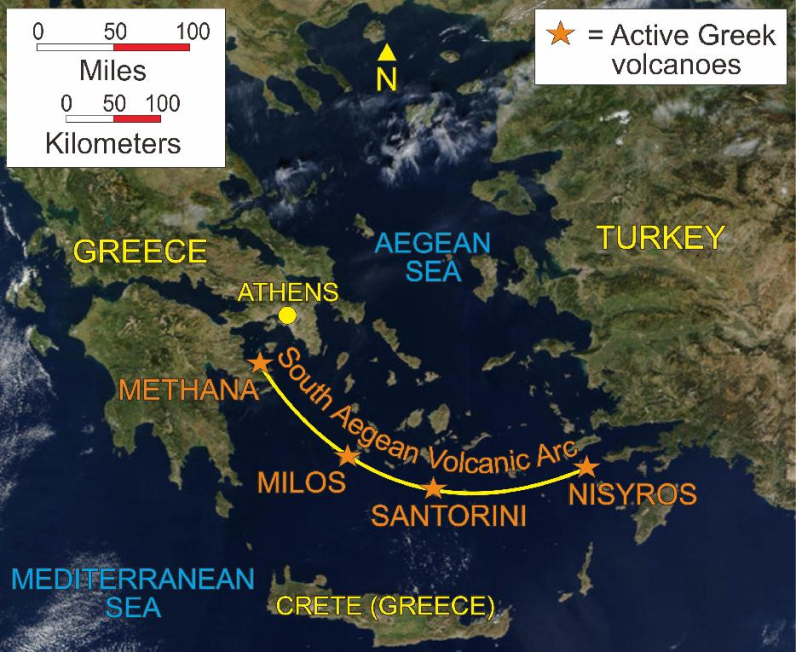 0 50 100
Miles
0 50 100
Kilometers
N
= Active Greek
volcanoes
GREECE
AEGEAN
SEA
TURKEY
ATHENS
METHANA
South Aegean Volcanic Arc
MILOS
SANTORINI
NISYROS
MEDITERRANEAN
SEA
CRETE (GREECE)